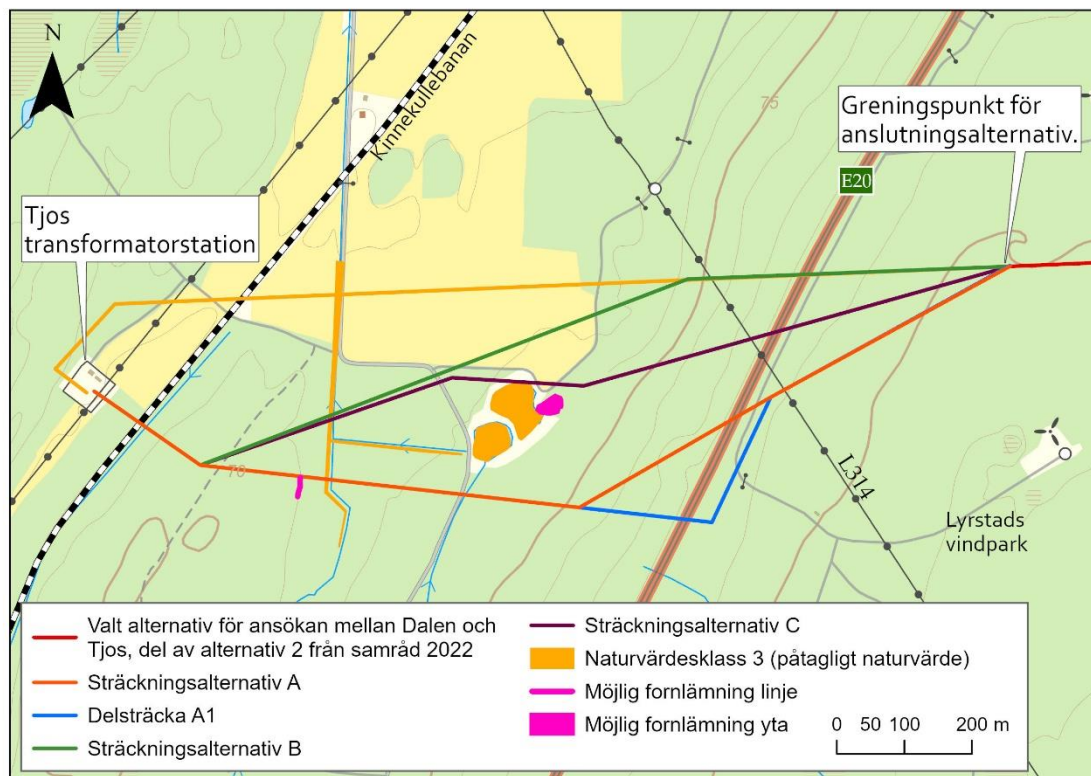 N
Kinnekullebanan
75
Greningspunkt för
anslutningsalternativ.
E20
Tjos
transformatorstation
70
L314
Lyrstads
vindpark
Valt alternativ för ansökan mellan Dalen och
Tjos, del av alternativ 2 från samråd 2022
Sträckningsalternativ A
Delsträcka A1
Sträckningsalternativ B
Sträckningsalternativ C
Naturvärdesklass 3 (påtagligt naturvärde)
Möjlig fornlämning linje
Möjlig fornlämning yta
0 50 100 200 m